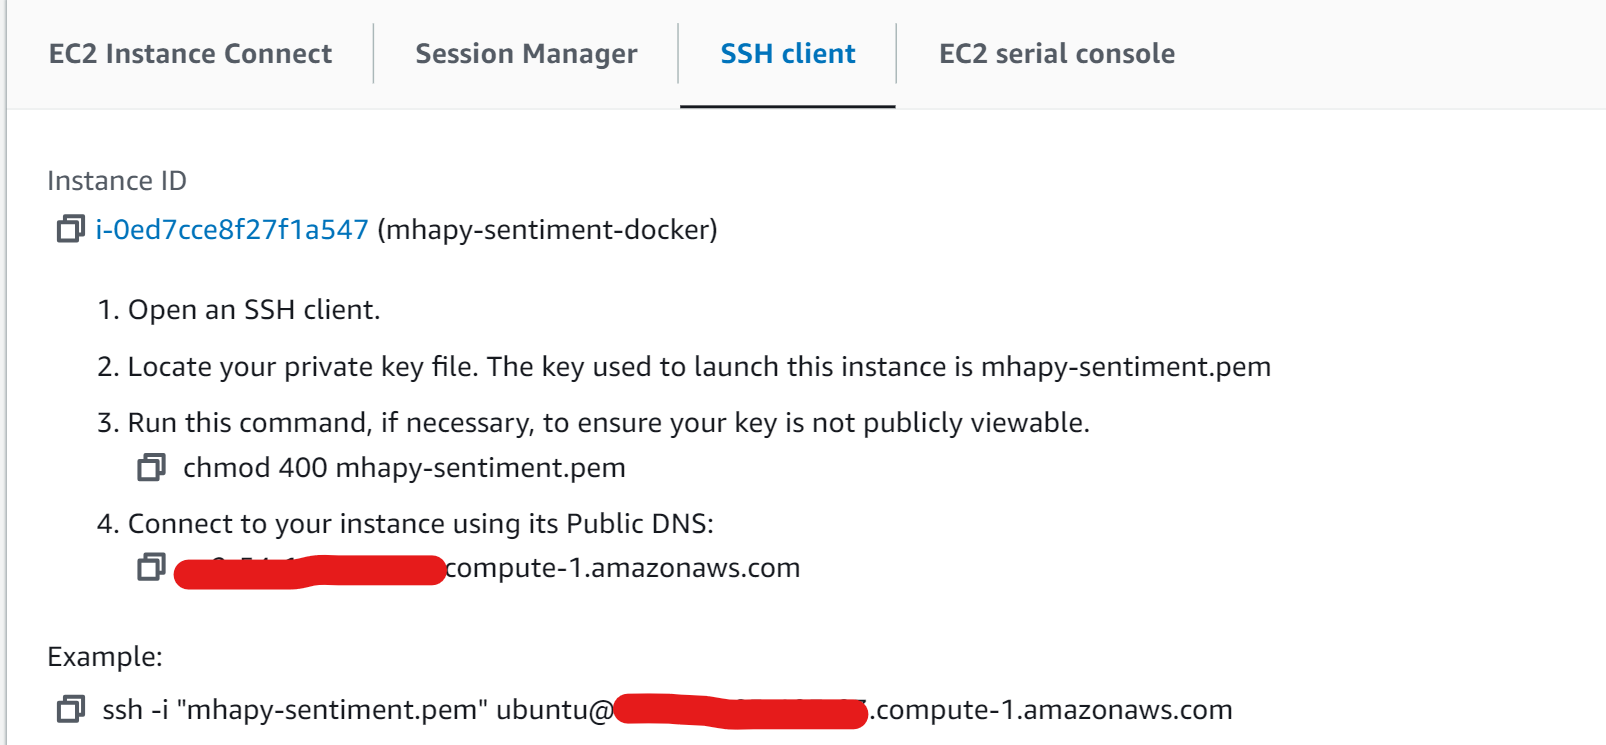 EC2 Instance Connect Session Manager SSH client EC2 serial console
Instance ID
i-0ed7cce8f27f1a547 (mhapy-sentiment-docker)
1. Open an SSH client.
2. Locate your private key file. The key used to launch this instance is mhapy-sentiment.pem
3. Run this command, if necessary, to ensure your key is not publicly viewable.
chmod 400 mhapy-sentiment.pem
4. Connect to your instance using its Public DNS:
compute-1.amazonaws.com
Example:
ssh -i "mhapy-sentiment.pem" ubuntu@ .compute-1.amazonaws.com